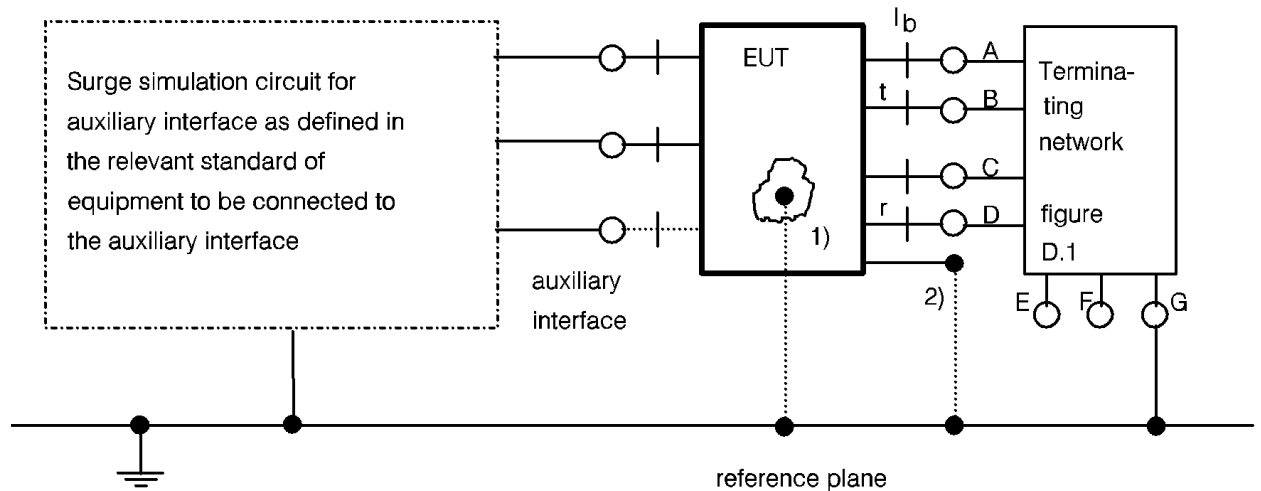 Surge simulation circuit for
auxiliary interface as defined in
the relevant standard of
equipment to be connected to
the auxiliary interface
auxiliary
interface
EUT
1)
Ib
t
r
2)
A
B
C
D
Termina-
ting
network
figure
D.1
E
F
G
reference plane